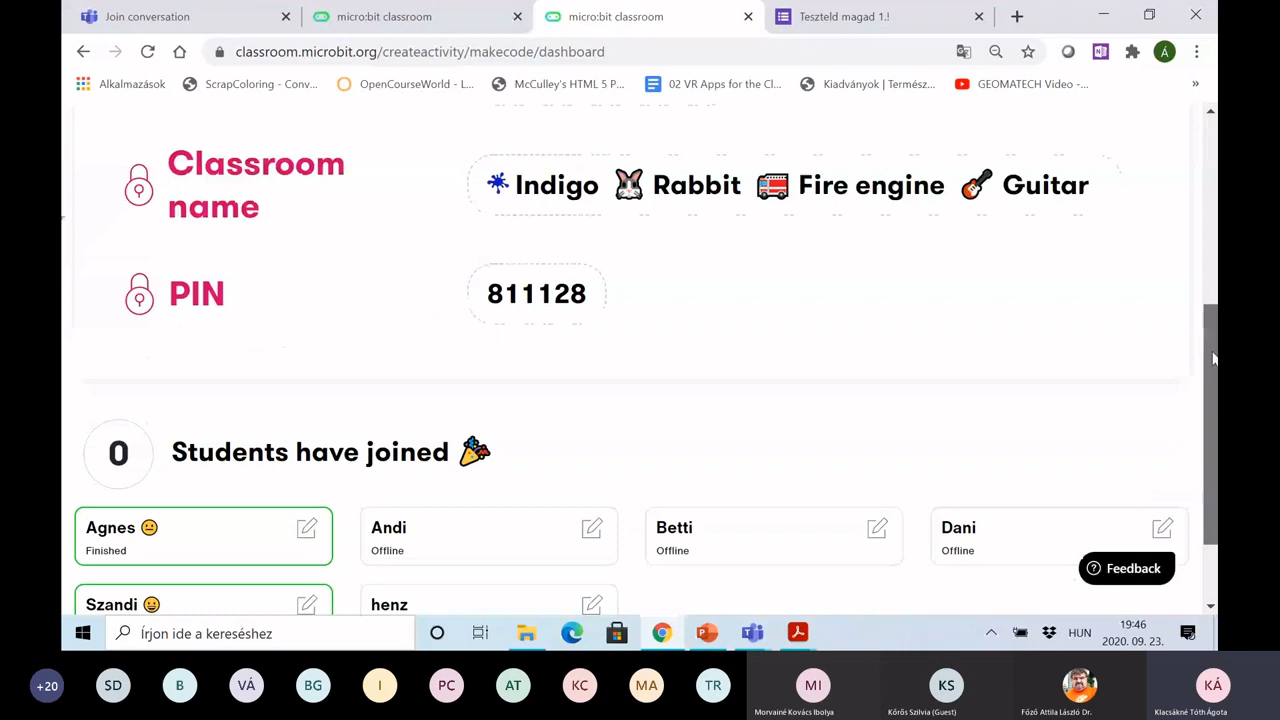 Join conversation
micro:bit classroom
micro:bit classroom
Teszteld magad 1.!
classroom.microbit.org/createactivity/makecode/dashboard
Á
Alkalmazások
ScrapColoring - Conv...
OpenCourseWorld - L...
McCulley's HTML 5 P...
02 VR Apps for the Cl...
Kiadványok | Termész...
GEOMATECH Video -...
»
Classroom
name
Indigo Rabbit Fire engine Guitar
PIN
811128
0 Students have joined
Agnes
Finished
Andi
Offline
Betti
Offline
Dani
Offline
Feedback
Szandi
henz
Írjon ide a kereséshez
HUN
19:46
2020. 09. 23.
+20 SD B VÁ BG I PC AT KC MA TR MI KS KÁ
Morvainé Kovács Ibolya
Kőrős Szilvia (Guest)
Főző Attila László Dr.
Klacsákné Tóth Ágota